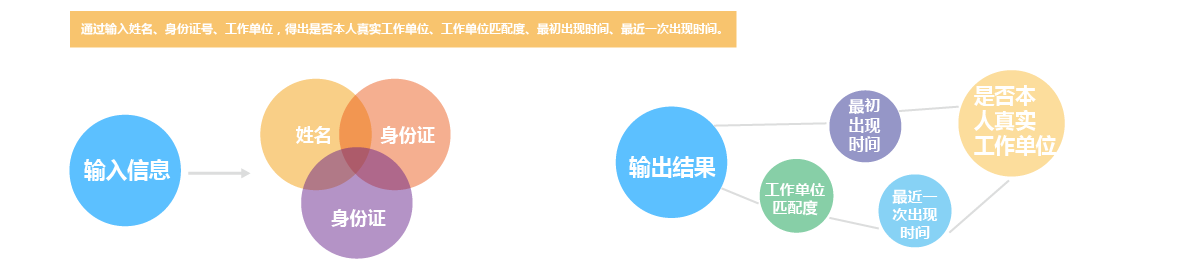 通过输入姓名、身份证号、工作单位，得出是否本人真实工作单位、工作单位匹配度、最初出现时间、最近一次出现时间。
输入信息
姓名
身份证
身份证
输出结果
最初
出现
时间
工作单位
匹配度
最近一
次出现
时间
是否本
人真实
工作单位